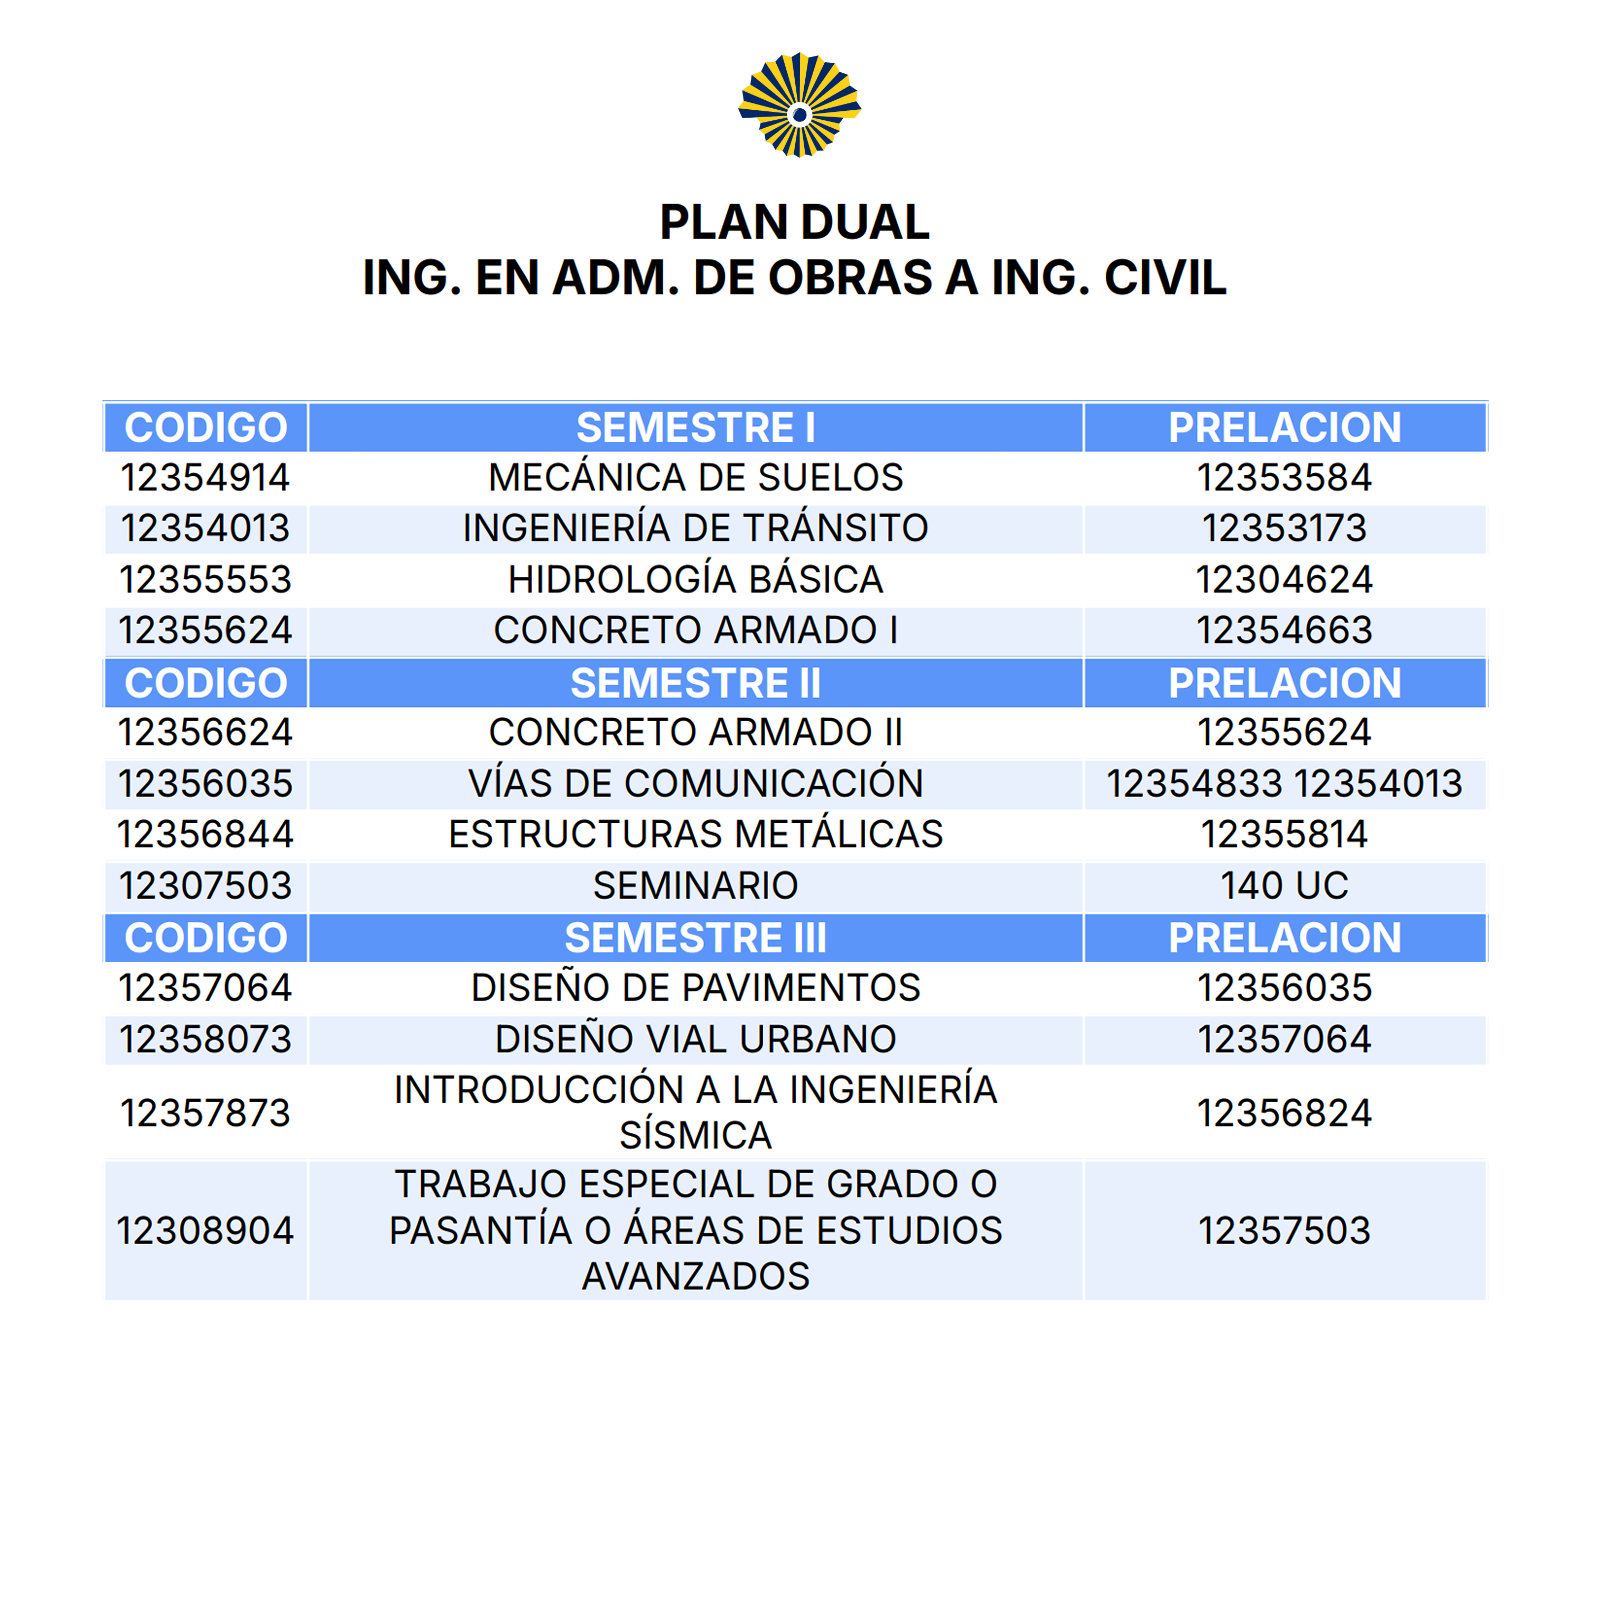 PLAN DUAL
ING. EN ADM. DE OBRAS A ING. CIVIL
CODIGO SEMESTRE I PRELACION
12354914 MECÁNICA DE SUELOS 12353584
12354013 INGENIERÍA DE TRÁNSITO 12353173
12355553 HIDROLOGÍA BÁSICA 12304624
12355624 CONCRETO ARMADO I 12354663
CODIGO SEMESTRE II PRELACION
12356624 CONCRETO ARMADO II 12355624
12356035 VÍAS DE COMUNICACIÓN 12354833 12354013
12356844 ESTRUCTURAS METÁLICAS 12355814
12307503 SEMINARIO 140 UC
CODIGO SEMESTRE III PRELACION
12357064 DISEÑO DE PAVIMENTOS 12356035
12358073 DISEÑO VIAL URBANO 12357064
INTRODUCCIÓN A LA INGENIERÍA
12357873 SÍSMICA 12356824
TRABAJO ESPECIAL DE GRADO O
12308904 PASANTÍA O ÁREAS DE ESTUDIOS 12357503
AVANZADOS